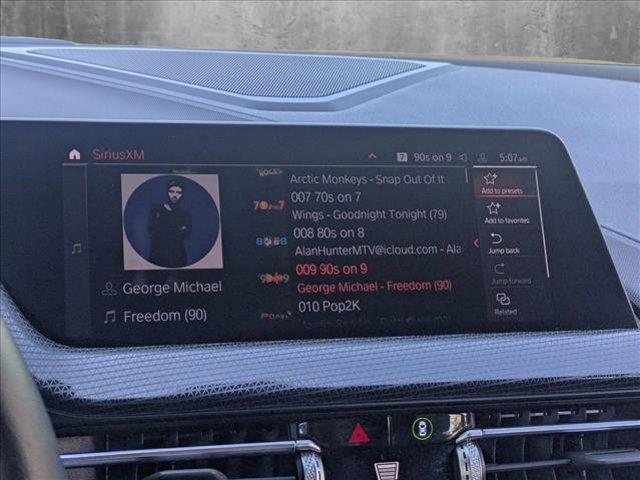 SiriusXM
7 90s on 9 5:07am
Arctic Monkeys - Snap Out Of It
007 70s on 7
Wings - Goodnight Tonight (79)
008 80s on 8
AlanHunterMTV@icloud.com - Ala
009 90s on 9
George Michael - Freedom (90)
010 Pop2K
George Michael
Freedom (90)
Add to presets
Add to favorites
Jump back
Jump forward
Related